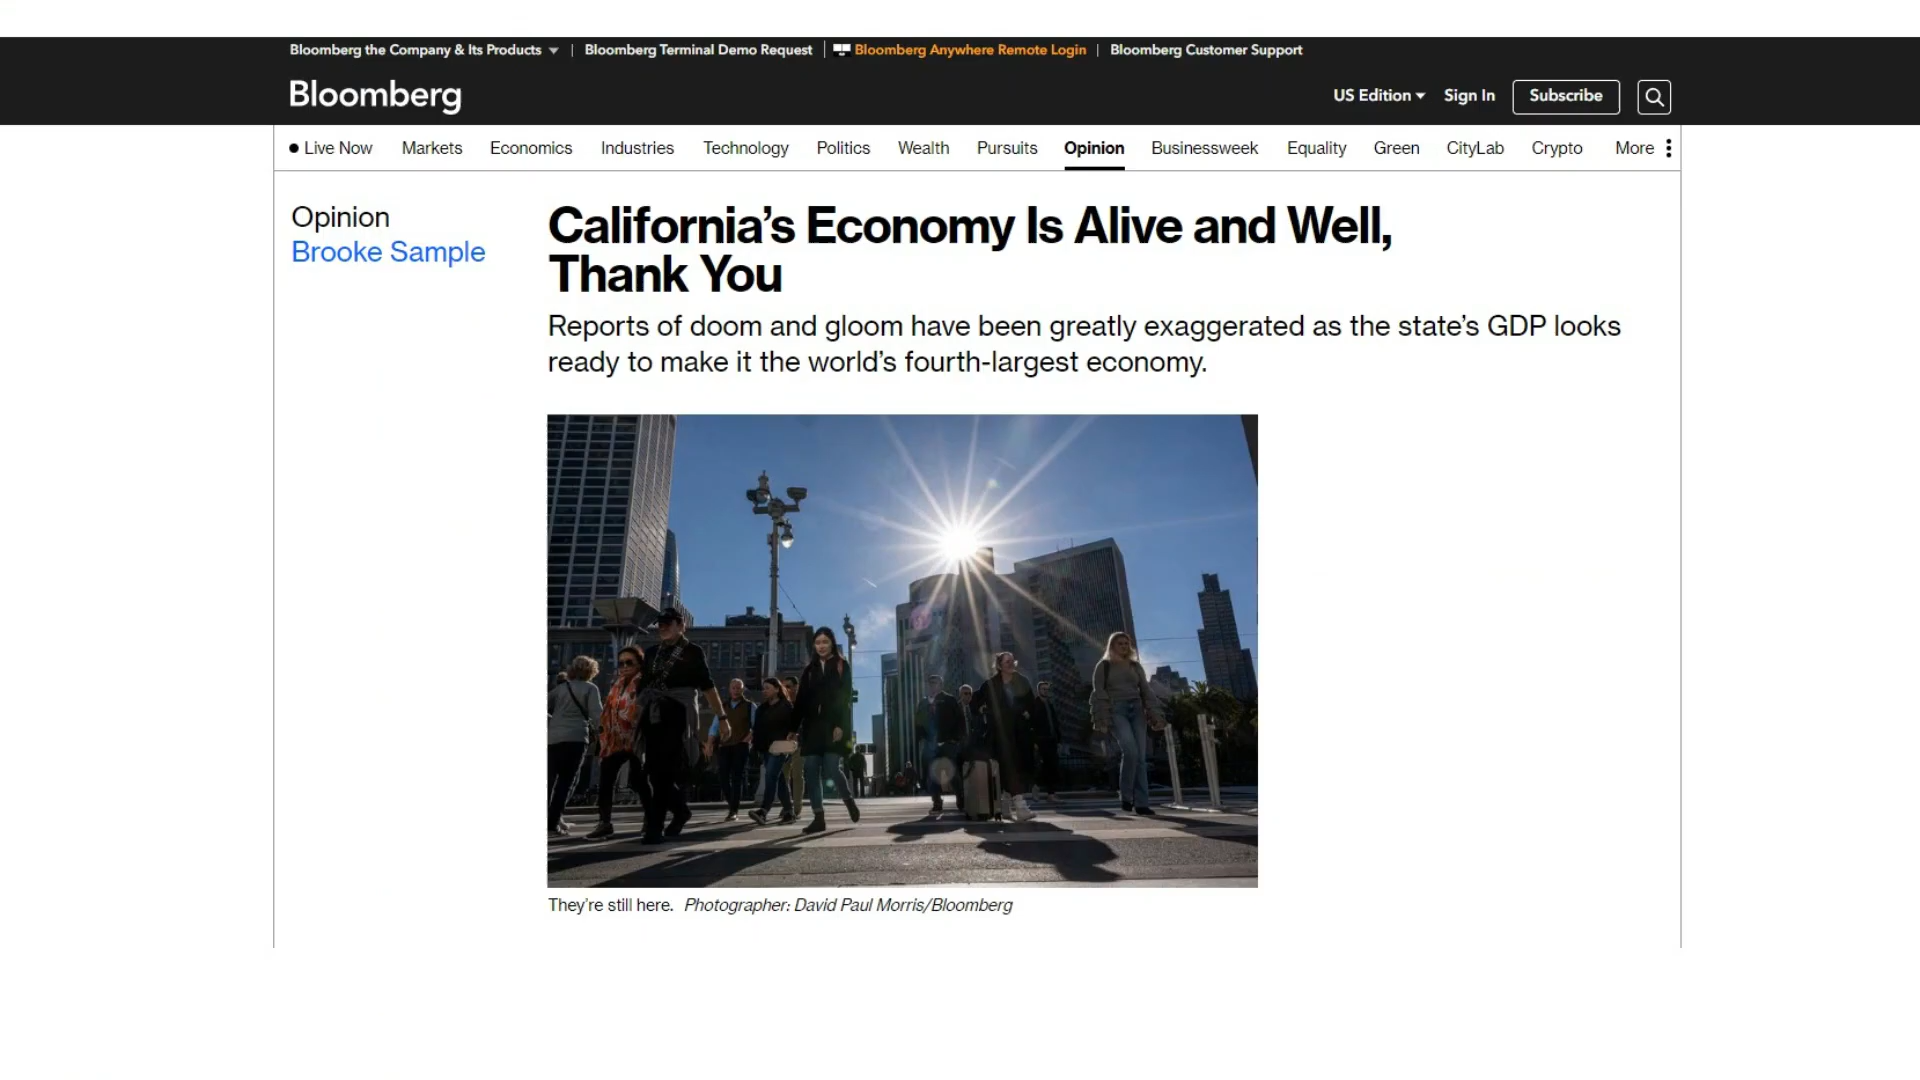 Bloomberg the Company & Its Products | Bloomberg Terminal Demo Request | Bloomberg Anywhere Remote Login | Bloomberg Customer Support
Bloomberg
US Edition Sign In Subscribe
Live Now Markets Economics Industries Technology Politics Wealth Pursuits Opinion Businessweek Equality Green CityLab Crypto More
Opinion
Brooke Sample
California's Economy Is Alive and Well,
Thank You
Reports of doom and gloom have been greatly exaggerated as the state's GDP looks
ready to make it the world's fourth-largest economy.
They're still here. Photographer: David Paul Morris/Bloomberg